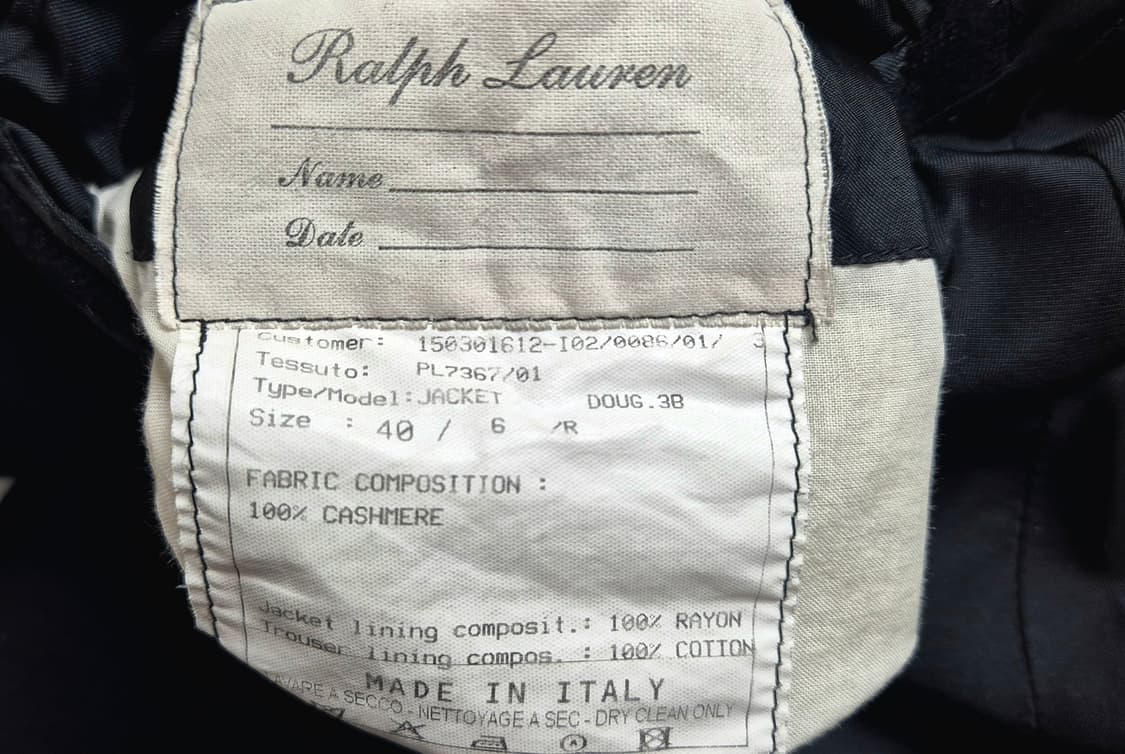 Ralph Lauren
Name
Date
Customer: 150301612-I02/0086/01/ 3
Tessuto: PL7367/01
Type/Model:JACKET DOUG.3B
Size : 40 / 6 /R
FABRIC COMPOSITION :
100% CASHMERE
Jacket lining composit.: 100% RAYON
Trouser lining compos. : 100% COTTON
MADE IN ITALY
LAVARE A SECCO - NETTOYAGE A SEC - DRY CLEAN ONLY